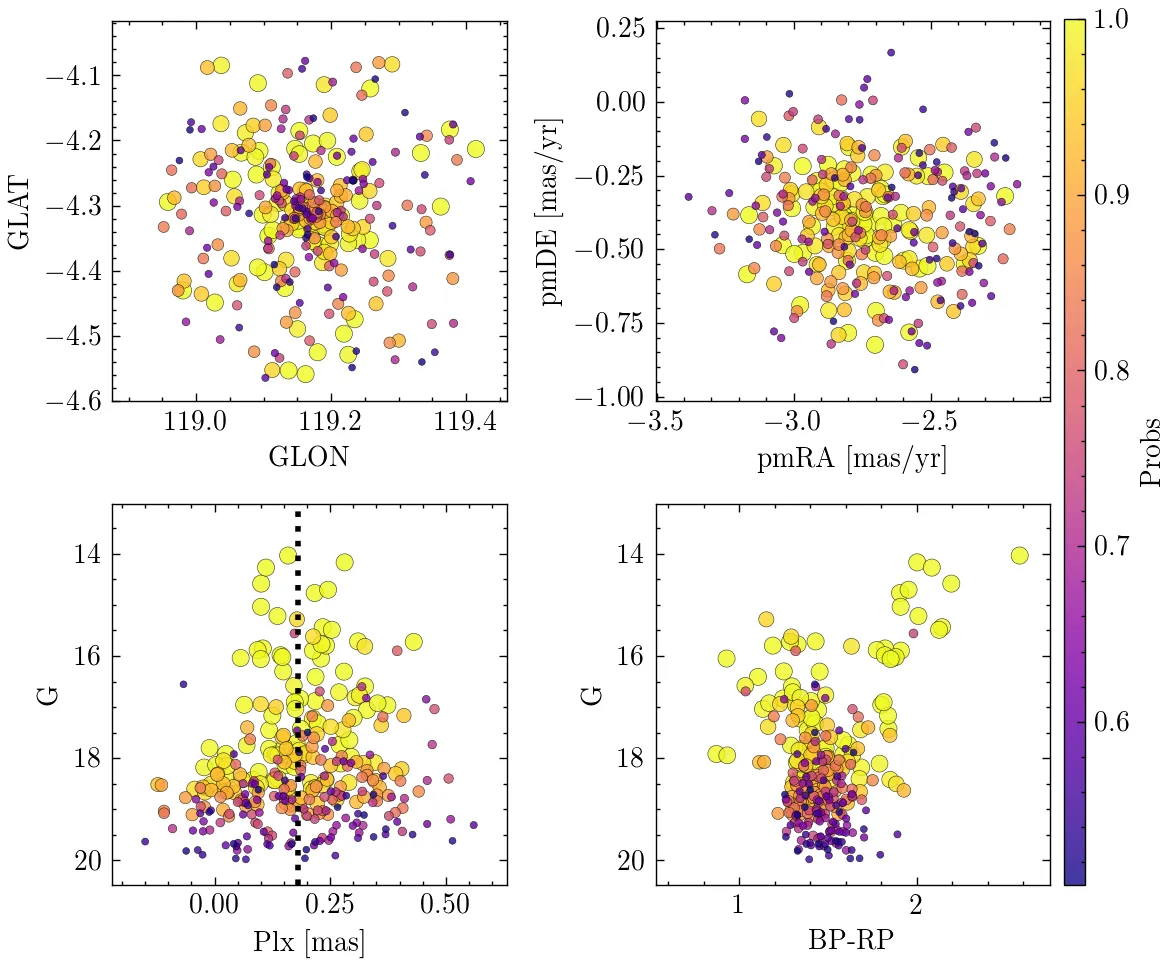 −4.1
−4.2
−4.3
−4.4
−4.5
−4.6
GLAT
119.0 119.2 119.4
GLON
0.25
0.00
−0.25
−0.50
−0.75
−1.00
pmDE [mas/yr]
−3.5 −3.0 −2.5
pmRA [mas/yr]
14
16
18
20
G
0.00 0.25 0.50
Plx [mas]
14
16
18
20
G
1 2
BP-RP
1.0
0.9
0.8
0.7
0.6
Probs